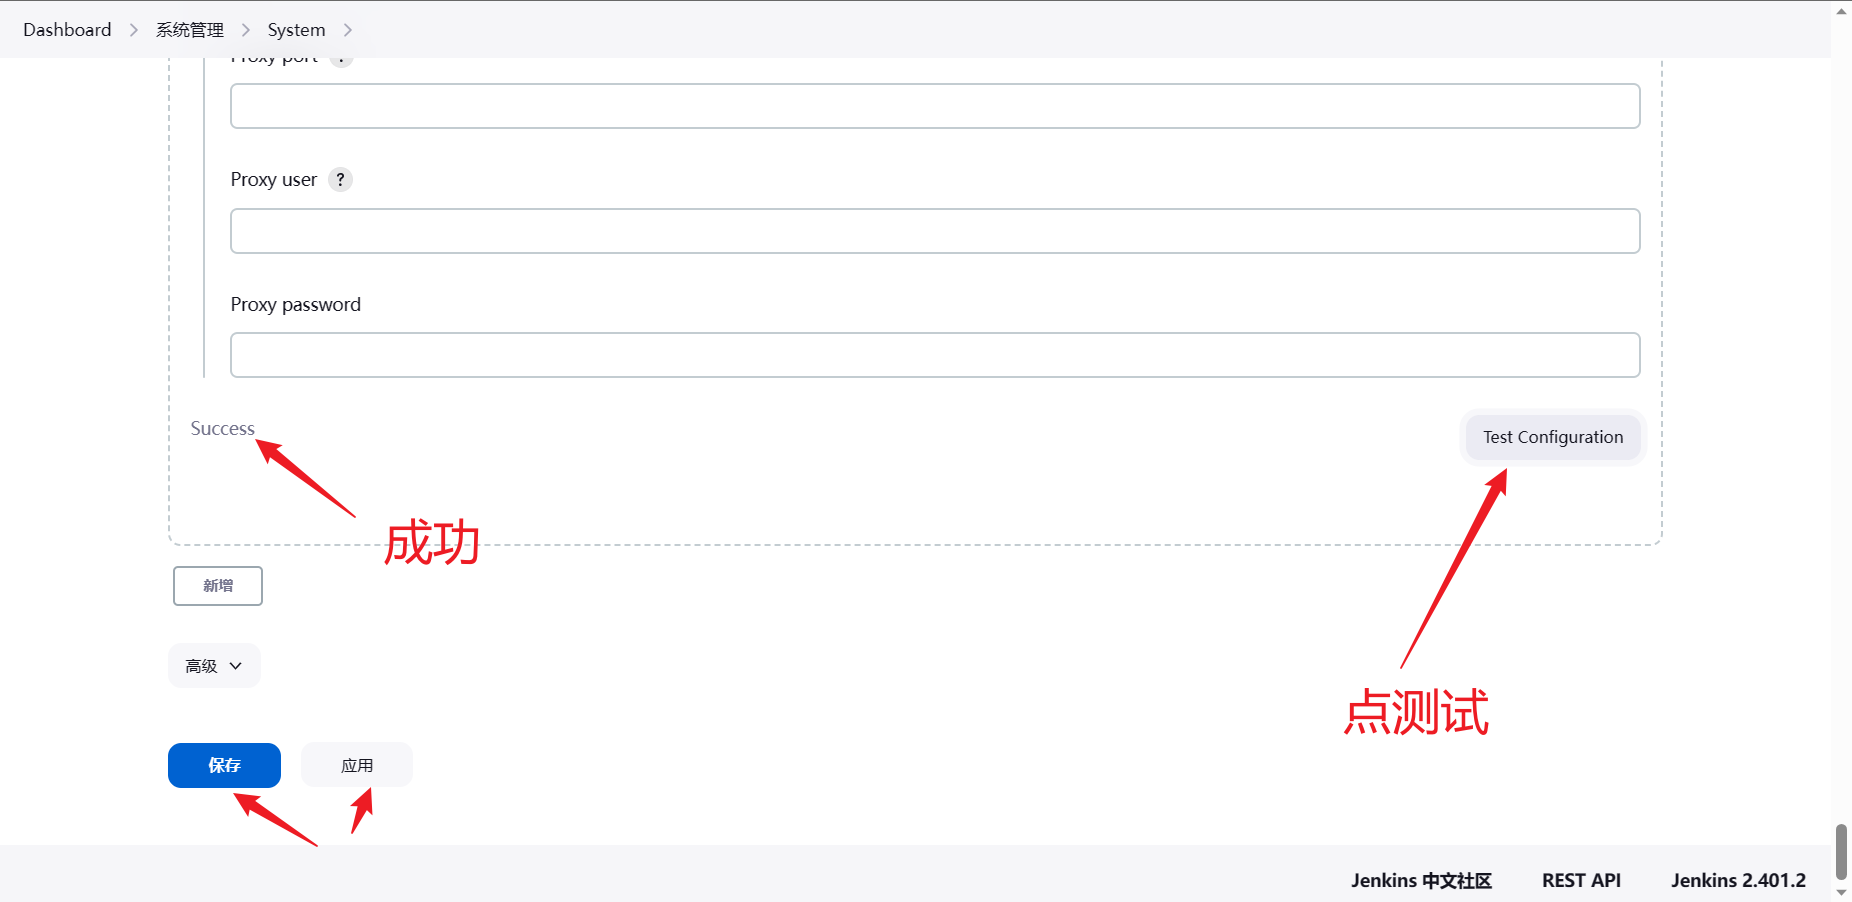 Dashboard 系统管理 System
Proxy port ?
Proxy user ?
Proxy password
Success
Test Configuration
成功
新增
高级
点测试
保存 应用
Jenkins 中文社区 REST API Jenkins 2.401.2